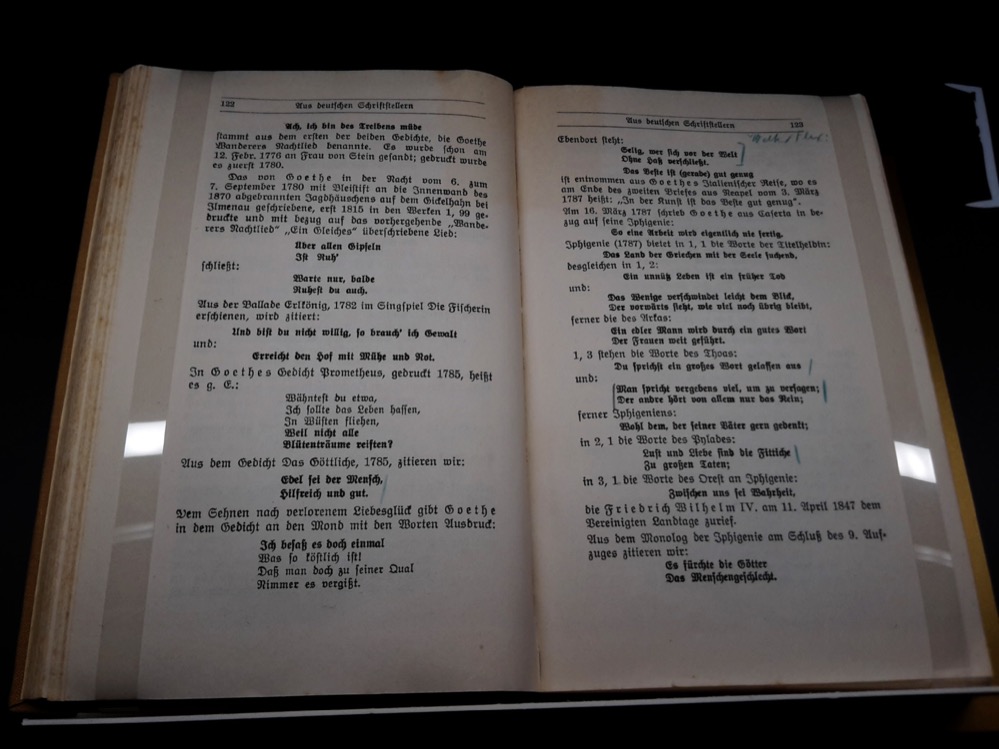 122 Aus deutschen Schriftstellern
Ach, ich bin des Treibens müde
stammt aus dem ersten der beiden Gedichte, die Goethe
Wanderers Nachtlied benannte. Es wurde schon am
12. Febr. 1776 an Frau von Stein gesandt; gedruckt wurde
es zuerst 1780.
Das von Goethe in der Nacht vom 6. zum
7. September 1780 mit Bleistift an die Innenwand des
1870 abgebrannten Jagdhäuschens auf dem Gickelhahn bei
Ilmenau geschriebene, erst 1815 in den Werken 1, 99 ge-
druckte und mit bezug auf das vorhergehende „Wande-
rers Nachtlied“ „Ein Gleiches“ überschriebene Lied:
Über allen Gipfeln
Ist Ruh'
schließt:
Warte nur, balde
Ruhest du auch.
Aus der Ballade Erlkönig, 1782 im Singspiel Die Fischerin
erschienen, wird zitiert:
Und bist du nicht willig, so brauch' ich Gewalt
und:
Erreicht den Hof mit Mühe und Not.
In Goethes Gedicht Prometheus, gedruckt 1785, heißt
es g. E.:
Wähntest du etwa,
Ich sollte das Leben hassen,
In Wüsten fliehen,
Weil nicht alle
Blütenträume reiften?
Aus dem Gedicht Das Göttliche, 1785, zitieren wir:
Edel sei der Mensch,
Hilfreich und gut.
Dem Sehnen nach verlorenem Liebesglück gibt Goethe
in dem Gedicht an den Mond mit den Worten Ausdruck:
Ich besaß es doch einmal
Was so köstlich ist!
Daß man doch zu seiner Qual
Nimmer es vergißt.
Aus deutschen Schriftstellern 123
Ebendort steht:
Selig, wer sich vor der Welt
Ohne Haß verschließt.
Das Beste ist (gerade) gut genug
ist entnommen aus Goethes Italienischer Reise, wo es
am Ende des zweiten Briefes aus Neapel vom 3. März
1787 heißt: „In der Kunst ist das Beste gut genug“.
Am 16. März 1787 schrieb Goethe aus Caserta in be-
zug auf seine Iphigenie:
So eine Arbeit wird eigentlich nie fertig.
Iphigenie (1787) bietet in 1, 1 die Worte der Titelheldin:
Das Land der Griechen mit der Seele suchend,
desgleichen in 1, 2:
Ein unnütz Leben ist ein früher Tod
und:
Das Wenige verschwindet leicht dem Blick,
Der vorwärts sieht, wie viel noch übrig bleibt,
ferner die des Arkas:
Ein edler Mann wird durch ein gutes Wort
Der Frauen weit geführt.
1, 3 stehen die Worte des Thoas:
Du sprichst ein großes Wort gelassen aus
und:
Man spricht vergebens viel, um zu versagen;
Der andre hört von allem nur das Nein;
ferner Iphigeniens:
Wohl dem, der seiner Väter gern gedenkt;
in 2, 1 die Worte des Pylades:
Lust und Liebe sind die Fittiche
Zu großen Taten;
in 3, 1 die Worte des Orest an Iphigenie:
Zwischen uns sei Wahrheit,
die Friedrich Wilhelm IV. am 11. April 1847 dem
Vereinigten Landtage zurief.
Aus dem Monolog der Iphigenie am Schluß des 9. Auf-
zuges zitieren wir:
Es fürchte die Götter
Das Menschengeschlecht.